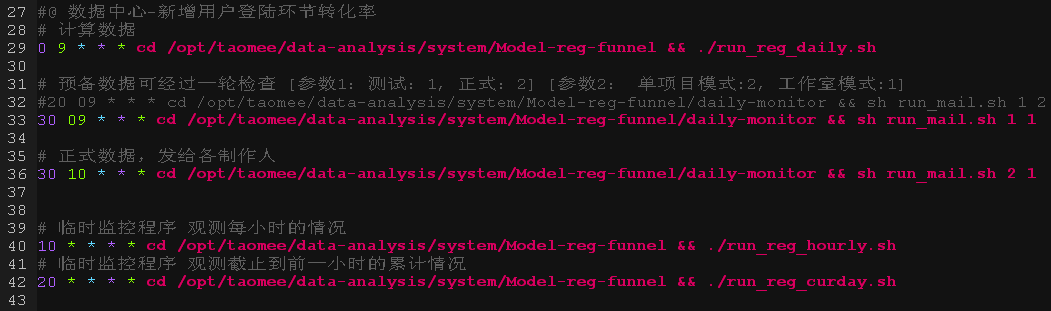 27 #@ 数据中心-新增用户登陆环节转化率
28 # 计算数据
29 0 9 * * * cd /opt/taomee/data-analysis/system/Model-reg-funnel && ./run_reg_daily.sh
30
31 # 预备数据可经过一轮检查 [参数1: 测试: 1, 正式: 2] [参数2: 单项目模式:2, 工作室模式:1]
32 #20 09 * * * cd /opt/taomee/data-analysis/system/Model-reg-funnel/daily-monitor && sh run_mail.sh 1 2
33 30 09 * * * cd /opt/taomee/data-analysis/system/Model-reg-funnel/daily-monitor && sh run_mail.sh 1 1
34
35 # 正式数据, 发给各制作人
36 30 10 * * * cd /opt/taomee/data-analysis/system/Model-reg-funnel/daily-monitor && sh run_mail.sh 2 1
37
38
39 # 临时监控程序 观测每小时的情况
40 10 * * * * cd /opt/taomee/data-analysis/system/Model-reg-funnel && ./run_reg_hourly.sh
41 # 临时监控程序 观测截止到前一小时的累计情况
42 20 * * * * cd /opt/taomee/data-analysis/system/Model-reg-funnel && ./run_reg_curday.sh
43